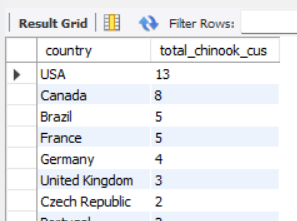 Result Grid Filter Rows:
country total_chinook_cus
USA 13
Canada 8
Brazil 5
France 5
Germany 4
United Kingdom 3
Czech Republic 2